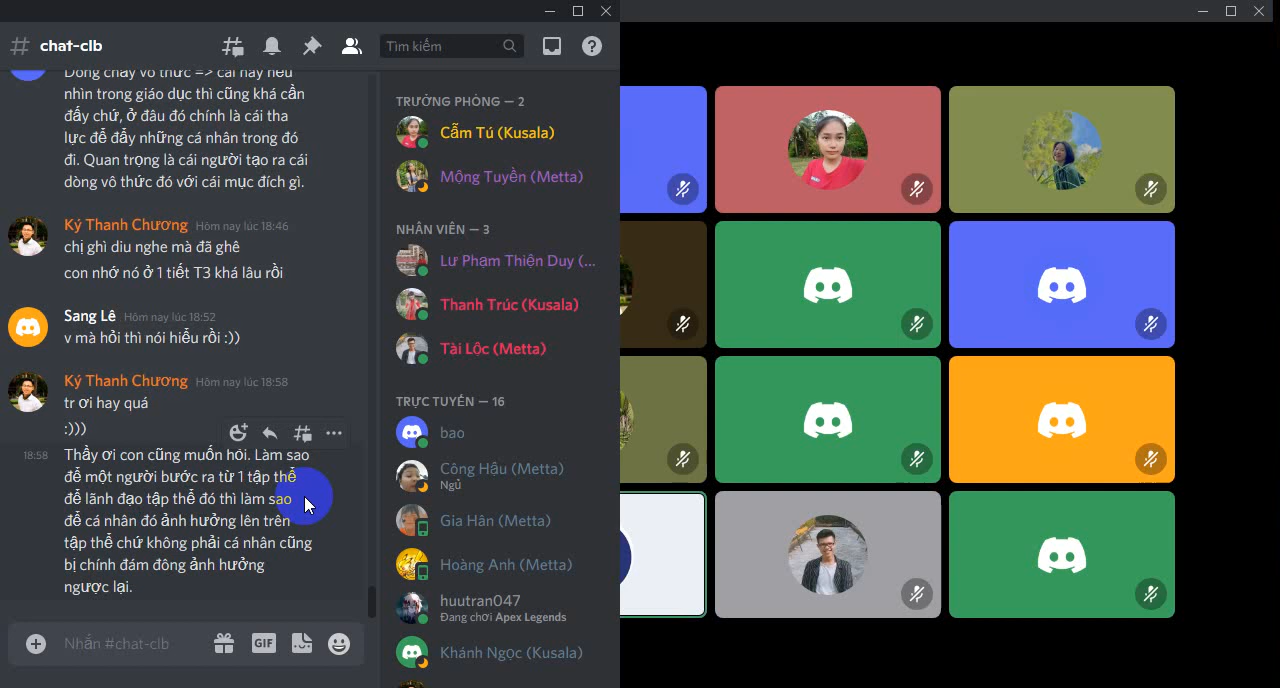 chat-clb
Tìm kiếm
Dòng chảy vô thức => cái này nếu
nhìn trong giáo dục thì cũng khá cần
đấy chứ, ở đâu đó chính là cái tha
lực để đẩy những cá nhân trong đó
đi. Quan trọng là cái người tạo ra cái
dòng vô thức đó với cái mục đích gì.
Ký Thanh Chương Hôm nay lúc 18:46
chị ghì diu nghe mà đã ghê
con nhớ nó ở 1 tiết T3 khá lâu rồi
Sang Lê Hôm nay lúc 18:52
v mà hỏi thì nói hiểu rồi :))
Ký Thanh Chương Hôm nay lúc 18:58
tr ơi hay quá
:)))
18:58 Thầy ơi con cũng muốn hỏi. Làm sao
để một người bước ra từ 1 tập thể
để lãnh đạo tập thể đó thì làm sao
để cá nhân đó ảnh hưởng lên trên
tập thể chứ không phải cá nhân cũng
bị chính đám đông ảnh hưởng
ngược lại.
Nhắn #chat-clb
GIF
TRƯỞNG PHÒNG — 2
Cẩm Tú (Kusala)
Mộng Tuyền (Metta)
NHÂN VIÊN — 3
Lư Phạm Thiên Duy (...
Thanh Trúc (Kusala)
Tài Lộc (Metta)
TRỰC TUYẾN — 16
bao
Công Hậu (Metta)
Ngủ
Gia Hân (Metta)
Hoàng Anh (Metta)
huutran047
Đang chơi Apex Legends
Khánh Ngọc (Kusala)